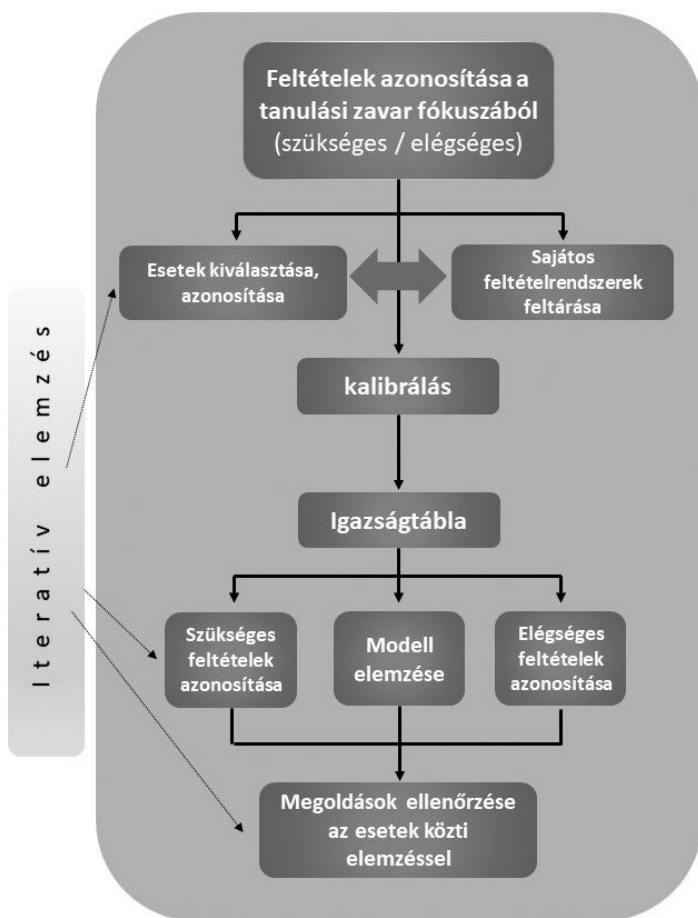 Feltételek azonosítása a
tanulási zavar fókuszából
(szükséges / elégséges)
Esetek kiválasztása,
azonosítása
Sajátos
feltételrendszerek
feltárása
Iteratív elemzés
kalibrálás
Igazságtábla
Szükséges
feltételek
azonosítása
Modell
elemzése
Elégséges
feltételek
azonosítása
Megoldások ellenőrzése
az esetek közti
elemzéssel